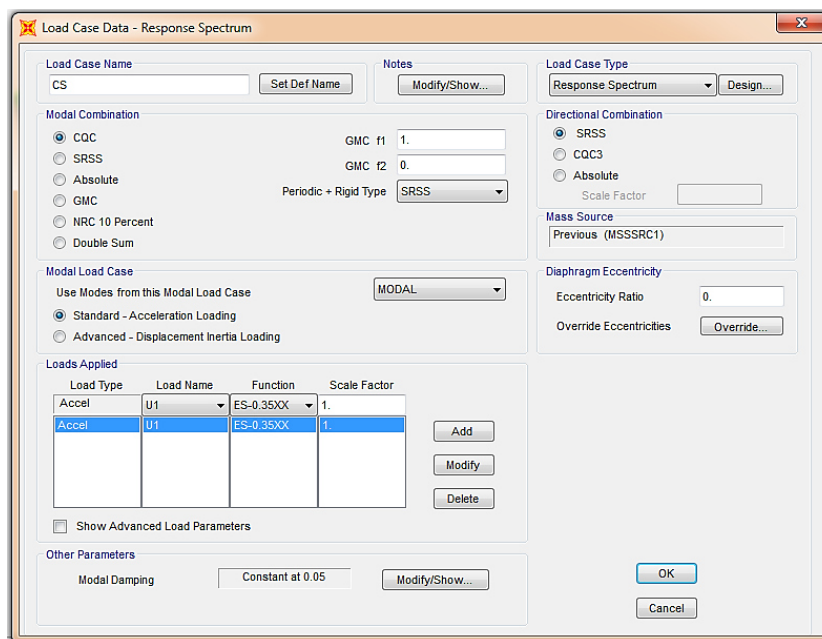 Load Case Data - Response Spectrum
Load Case Name
CS
Set Def Name
Notes
Modify/Show...
Load Case Type
Response Spectrum
Design...
Modal Combination
CQC
SRSS
Absolute
GMC
NRC 10 Percent
Double Sum
GMC f1 1.
GMC f2 0.
Periodic + Rigid Type SRSS
Directional Combination
SRSS
CQC3
Absolute
Scale Factor
Mass Source
Previous (MSSSRC1)
Modal Load Case
Use Modes from this Modal Load Case MODAL
Standard - Acceleration Loading
Advanced - Displacement Inertia Loading
Diaphragm Eccentricity
Eccentricity Ratio 0.
Override Eccentricities Override...
Loads Applied
Load Type Load Name Function Scale Factor
Accel U1 ES-0.35XX 1.
Accel U1 ES-0.35XX 1.
Add
Modify
Delete
Show Advanced Load Parameters
Other Parameters
Modal Damping Constant at 0.05 Modify/Show...
OK
Cancel